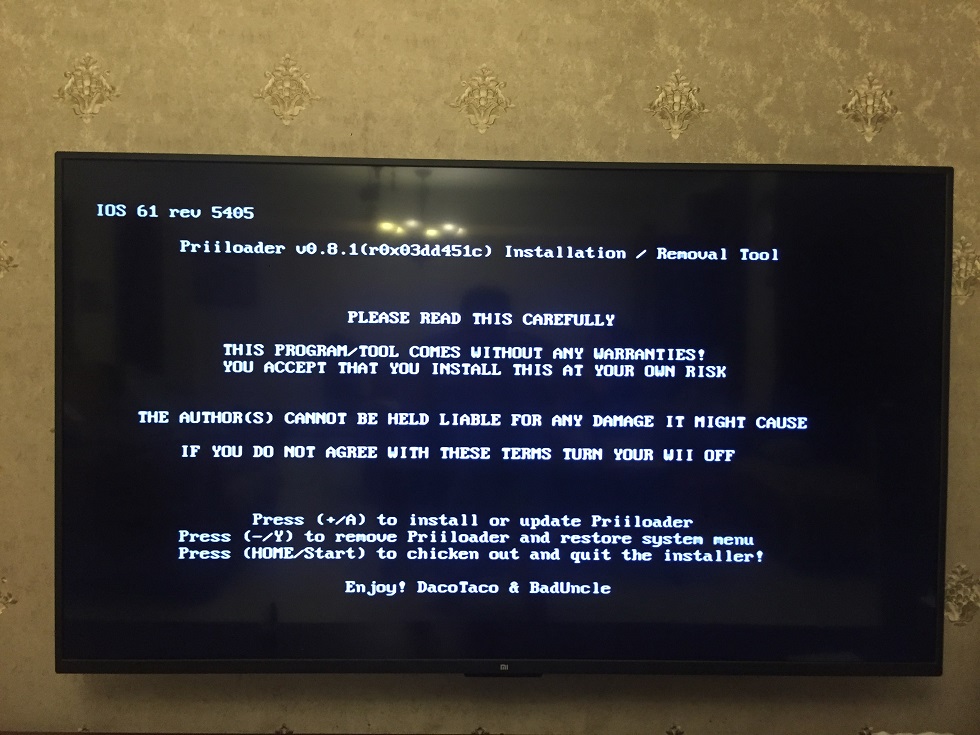 IOS 61 rev 5405
Priiloader v0.8.1(r0x03dd451c) Installation / Removal Tool
PLEASE READ THIS CAREFULLY
THIS PROGRAM/TOOL COMES WITHOUT ANY WARRANTIES!
YOU ACCEPT THAT YOU INSTALL THIS AT YOUR OWN RISK
THE AUTHOR(S) CANNOT BE HELD LIABLE FOR ANY DAMAGE IT MIGHT CAUSE
IF YOU DO NOT AGREE WITH THESE TERMS TURN YOUR WII OFF
Press (+/A) to install or update Priiloader
Press (-/Y) to remove Priiloader and restore system menu
Press (HOME/Start) to chicken out and quit the installer!
Enjoy! DacoTaco & BadUncle
mi